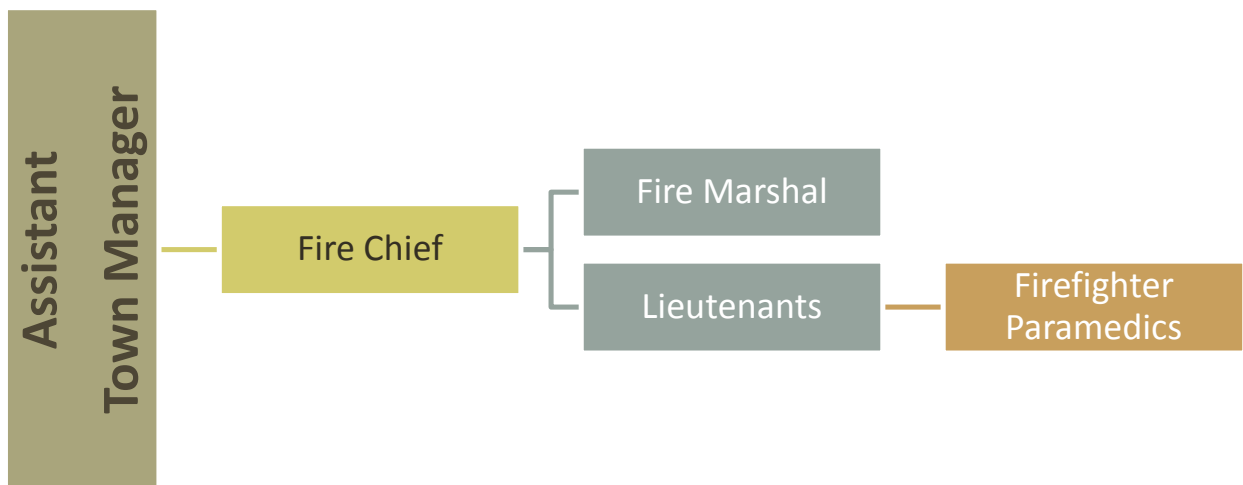 Assistant
Town Manager
Fire Chief
Fire Marshal
Lieutenants
Firefighter
Paramedics